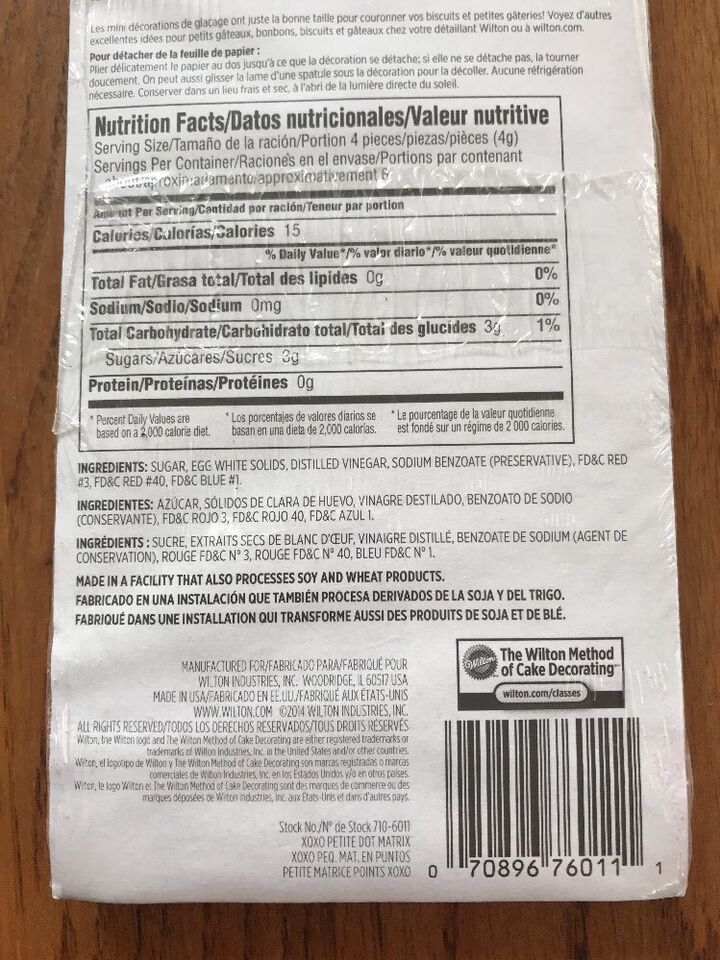 Les mini décorations de glaçage ont juste la bonne taille pour couronner vos biscuits et petites gâteries! Voyez d'autres
excellentes idées pour petits gâteaux, bonbons, biscuits et gâteaux chez votre détaillant Wilton ou à wilton.com.
Pour détacher de la feuille de papier :
Plier délicatement le papier au dos jusqu'à ce que la décoration se détache; si elle ne se détache pas, la tourner
doucement. On peut aussi glisser la lame d'une spatule sous la décoration pour la décoller. Aucune réfrigération
nécessaire. Conserver dans un lieu frais et sec, à l'abri de la lumière directe du soleil.
Nutrition Facts/Datos nutricionales/Valeur nutritive
Serving Size/Tamaño de la ración/Portion 4 pieces/piezas/pièces (4g)
Servings Per Container/Raciones en el envase/Portions par contenant
about/aproximadamente/approximativement 6
Amount Per Serving/Cantidad por ración/Teneur par portion
Calories/Calorías/Calories 15
% Daily Value*/% valor diario*/% valeur quotidienne*
Total Fat/Grasa total/Total des lipides 0g 0%
Sodium/Sodio/Sodium 0mg 0%
Total Carbohydrate/Carbohidrato total/Total des glucides 3g 1%
Sugars/Azúcares/Sucres 3g
Protein/Proteínas/Protéines 0g
* Percent Daily Values are
based on a 2,000 calorie diet.
* Los porcentajes de valores diarios se
basan en una dieta de 2,000 calorías.
* Le pourcentage de la valeur quotidienne
est fondé sur un régime de 2 000 calories.
INGREDIENTS: SUGAR, EGG WHITE SOLIDS, DISTILLED VINEGAR, SODIUM BENZOATE (PRESERVATIVE), FD&C RED
#3, FD&C RED #40, FD&C BLUE #1.
INGREDIENTES: AZÚCAR, SÓLIDOS DE CLARA DE HUEVO, VINAGRE DESTILADO, BENZOATO DE SODIO
(CONSERVANTE), FD&C ROJO 3, FD&C ROJO 40, FD&C AZUL 1.
INGRÉDIENTS : SUCRE, EXTRAITS SECS DE BLANC D'ŒUF, VINAIGRE DISTILLÉ, BENZOATE DE SODIUM (AGENT DE
CONSERVATION), ROUGE FD&C N° 3, ROUGE FD&C N° 40, BLEU FD&C N° 1.
MADE IN A FACILITY THAT ALSO PROCESSES SOY AND WHEAT PRODUCTS.
FABRICADO EN UNA INSTALACIÓN QUE TAMBIÉN PROCESA DERIVADOS DE LA SOJA Y DEL TRIGO.
FABRIQUÉ DANS UNE INSTALLATION QUI TRANSFORME AUSSI DES PRODUITS DE SOJA ET DE BLÉ.
MANUFACTURED FOR/FABRICADO PARA/FABRIQUÉ POUR
WILTON INDUSTRIES, INC. WOODRIDGE, IL 60517 USA
MADE IN USA/FABRICADO EN EE.UU./FABRIQUÉ AUX ÉTATS-UNIS
WWW.WILTON.COM ©2014 WILTON INDUSTRIES, INC.
ALL RIGHTS RESERVED/TODOS LOS DERECHOS RESERVADOS/TOUS DROITS RÉSERVÉS
Wilton, the Wilton logo and The Wilton Method of Cake Decorating are either registered trademarks or
trademarks of Wilton Industries, Inc. in the United States and/or other countries.
Wilton, el logotipo de Wilton y The Wilton Method of Cake Decorating son marcas registradas o marcas
comerciales de Wilton Industries, Inc. en los Estados Unidos y/o en otros países.
Wilton, le logo Wilton et The Wilton Method of Cake Decorating sont des marques de commerce ou des
marques déposées de Wilton Industries, Inc. aux États-Unis et dans d'autres pays.
Stock No./N° de Stock 710-6011
XOXO PETITE DOT MATRIX
XOXO PEQ. MAT. EN PUNTOS
PETITE MATRICE POINTS XOXO
Wilton
The Wilton Method
of Cake Decorating™
wilton.com/classes
0 70896 76011 1